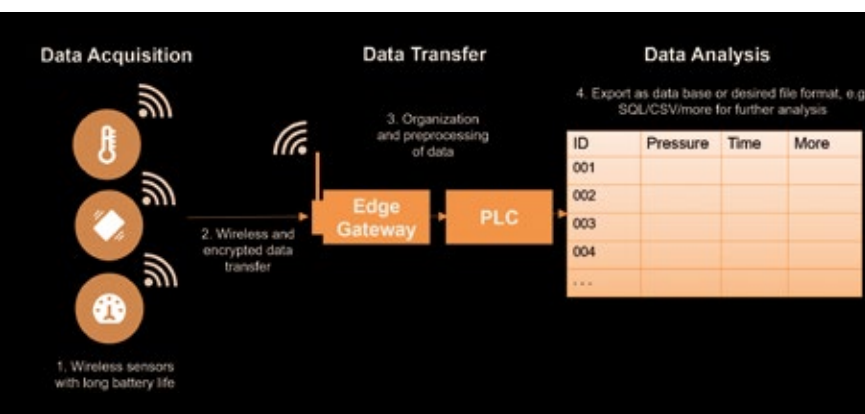 Data Acquisition
Data Transfer
Data Analysis
4. Export as data base or desired file format, e.g
SQL/CSV/more for further analysis
3. Organization
and preprocessing
of data
ID Pressure Time More
001
002
003
004
...
Edge
Gateway
PLC
2. Wireless and
encrypted data
transfer
1. Wireless sensors
with long battery life